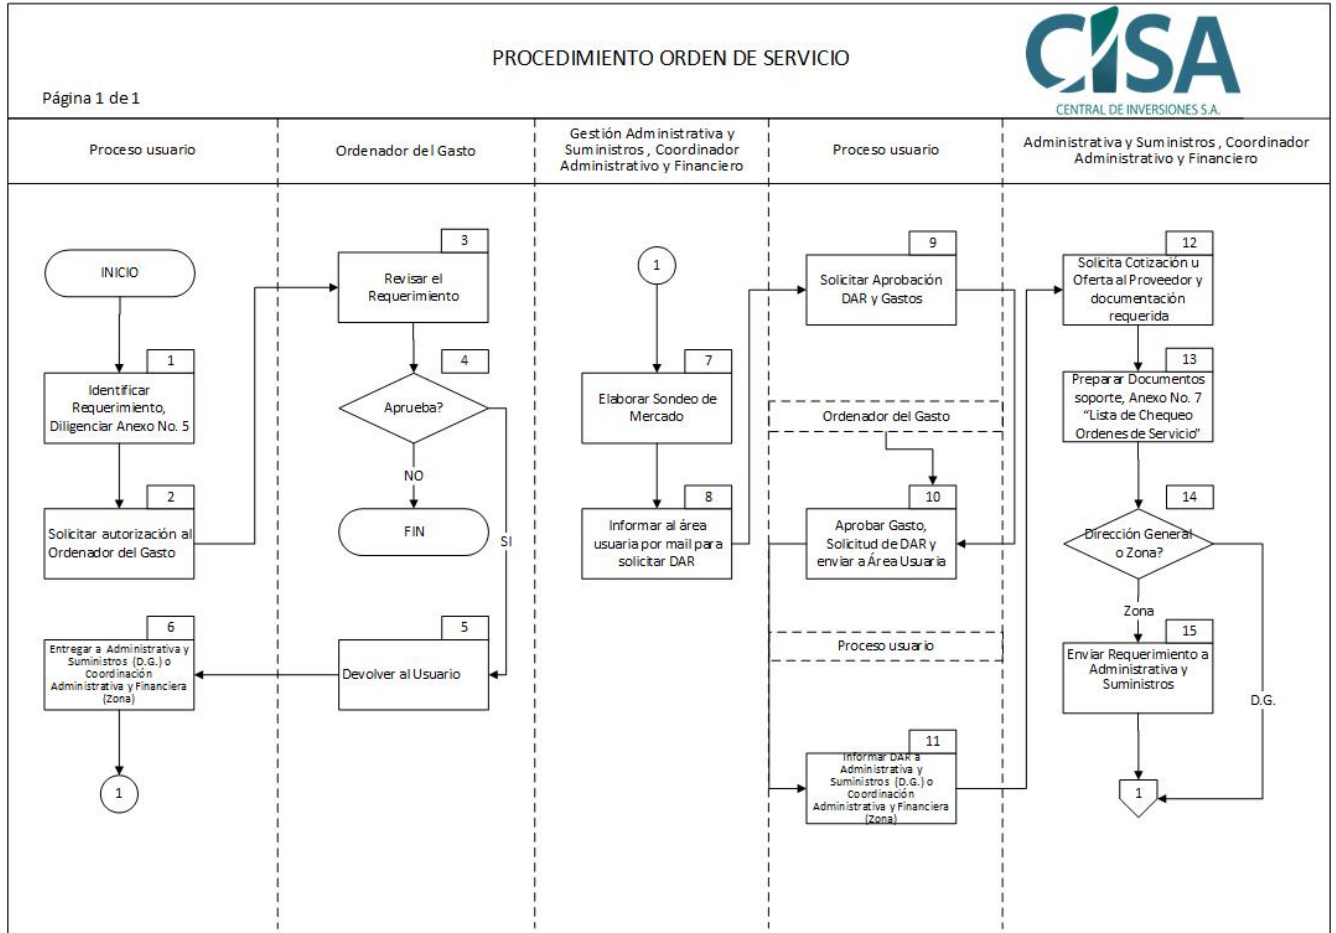 PROCEDIMIENTO ORDEN DE SERVICIO
CISA
CENTRAL DE INVERSIONES S.A.
Página 1 de 1
Proceso usuario
Ordenador del Gasto
Gestión Administrativa y
Suministros , Coordinador
Administrativo y Financiero
Proceso usuario
Administrativa y Suministros , Coordinador
Administrativo y Financiero
INICIO
1
Identificar
Requerimiento,
Diligenciar Anexo No. 5
2
Solicitar autorización al
Ordenador del Gasto
3
Revisar el
Requerimiento
4
Aprueba?
NO
FIN
SI
5
Devolver al Usuario
6
Entregar a Administrativa y
Suministros (D.G.) o
Coordinación
Administrativa y Financiera
(Zona)
1
1
7
Elaborar Sondeo de
Mercado
8
Informar al área
usuaria por mail para
solicitar DAR
9
Solicitar Aprobación
DAR y Gastos
Ordenador del Gasto
10
Aprobar Gasto,
Solicitud de DAR y
enviar a Área Usuaria
Proceso usuario
11
Informar DAR a
Administrativa y
Suministros (D.G.) o
Coordinación
Administrativa y Financiera
(Zona)
12
Solicita Cotización u
Oferta al Proveedor y
documentación
requerida
13
Preparar Documentos
soporte, Anexo No. 7
“Lista de Chequeo
Ordenes de Servicio”
14
Dirección General
o Zona?
Zona
15
Enviar Requerimiento a
Administrativa y
Suministros
D.G.
1